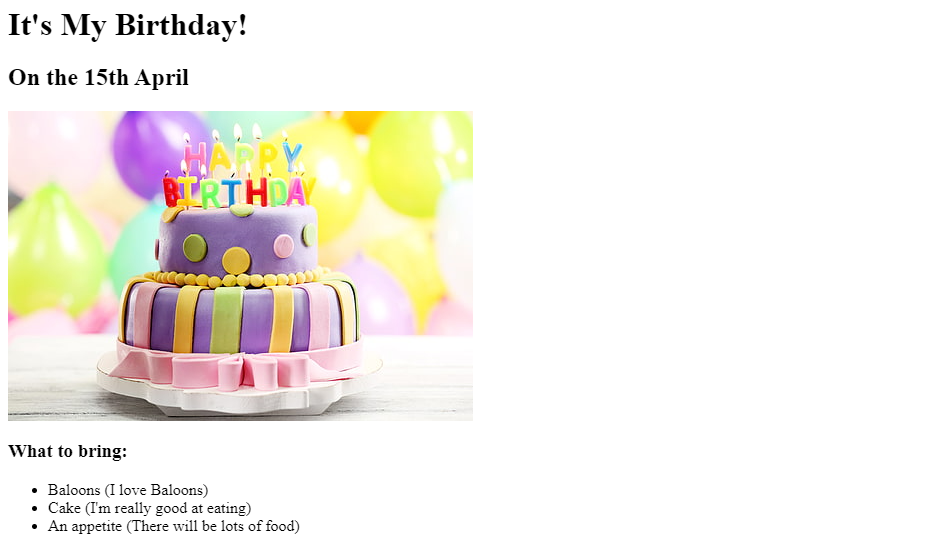 It's My Birthday!
On the 15th April
HAPPY
BIRTHDAY
What to bring:
Baloons (I love Baloons)
Cake (I'm really good at eating)
An appetite (There will be lots of food)